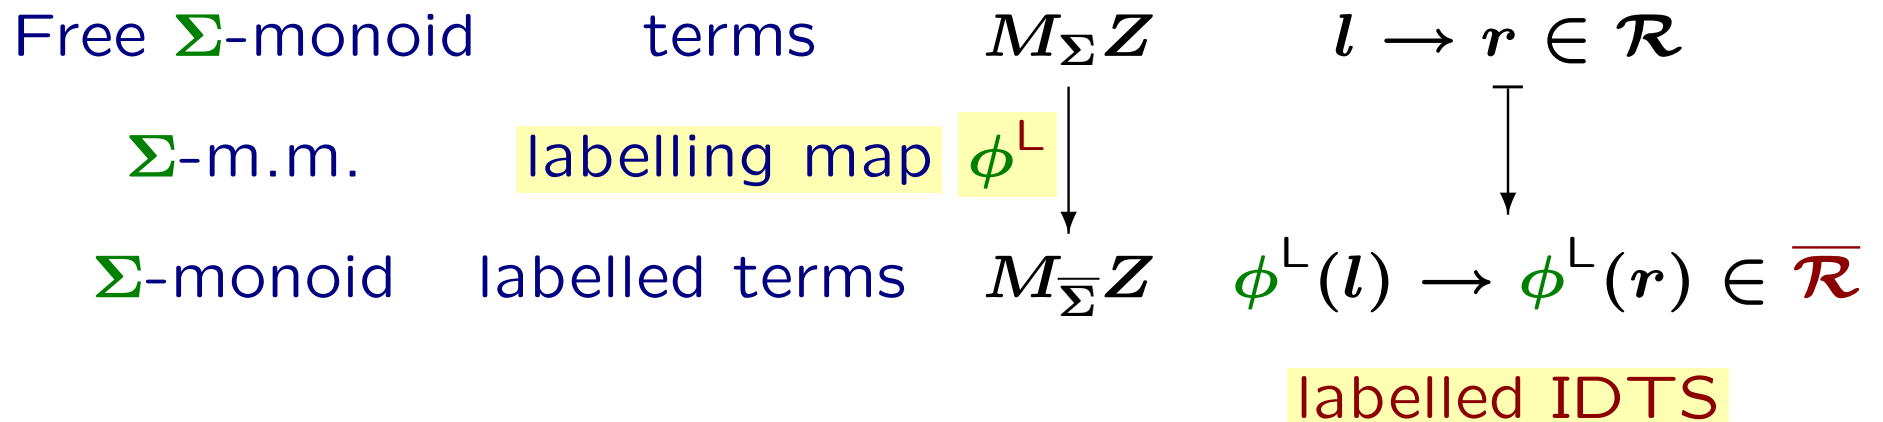 Free Σ-monoid terms M_Σ Z l → r ∈ ℛ
Σ-m.m. labelling map ϕ^L
Σ-monoid labelled terms M_Σ̅ Z ϕ^L(l) → ϕ^L(r) ∈ ℛ̅
labelled IDTS